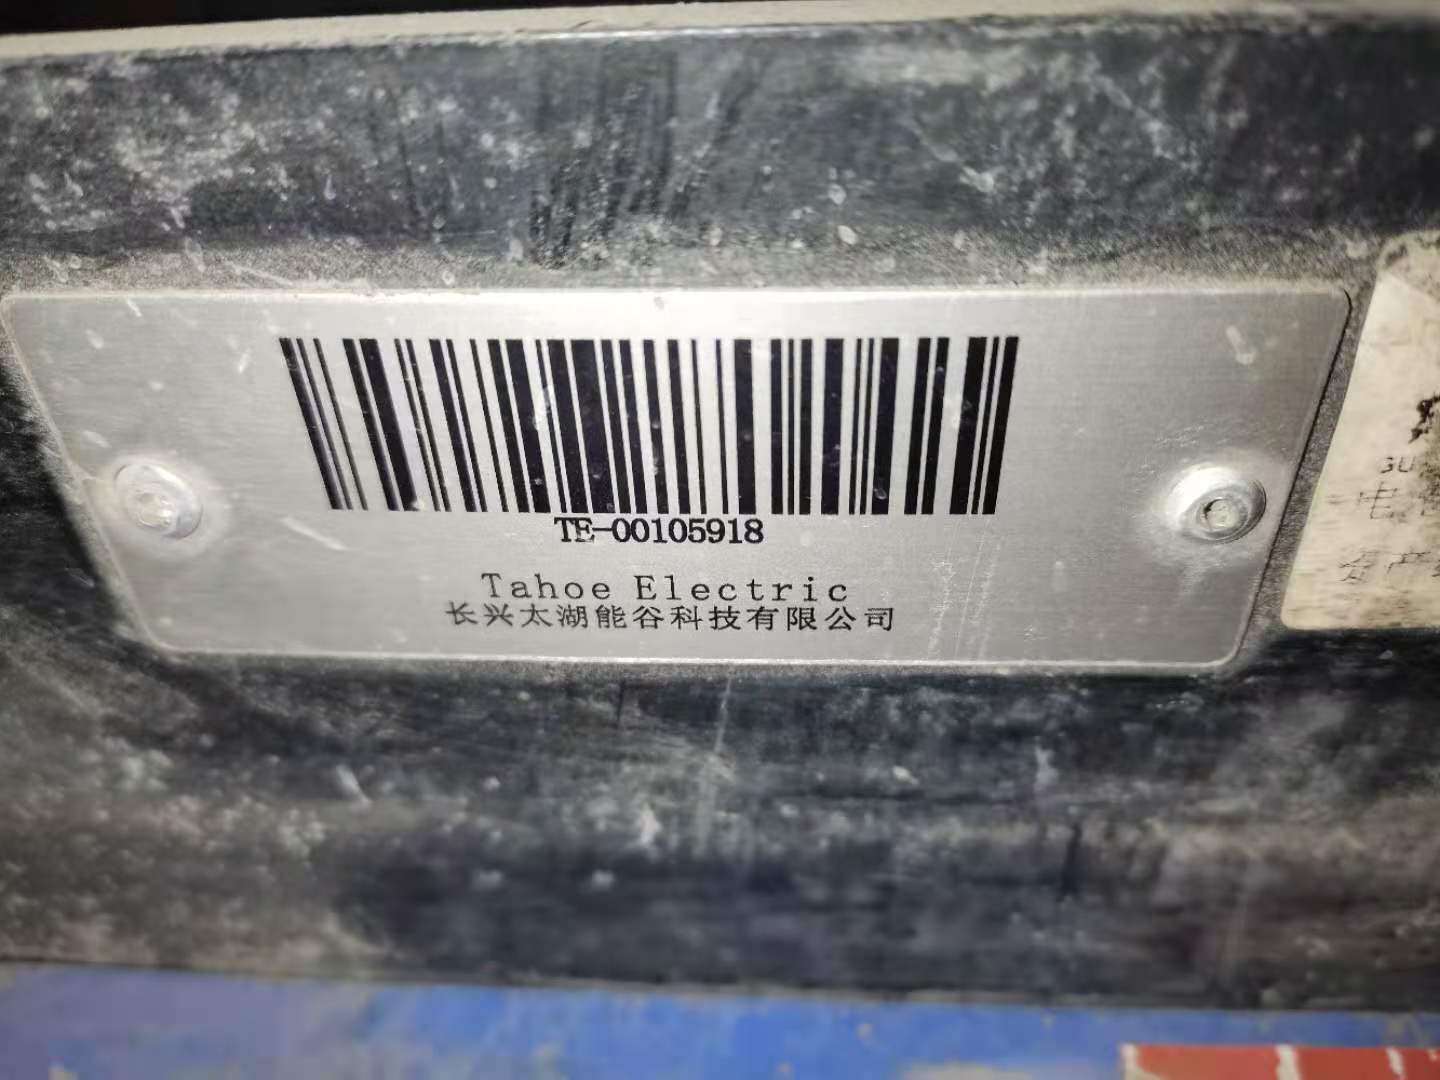 TE-00105918
Tahoe Electric
长兴太湖能谷科技有限公司